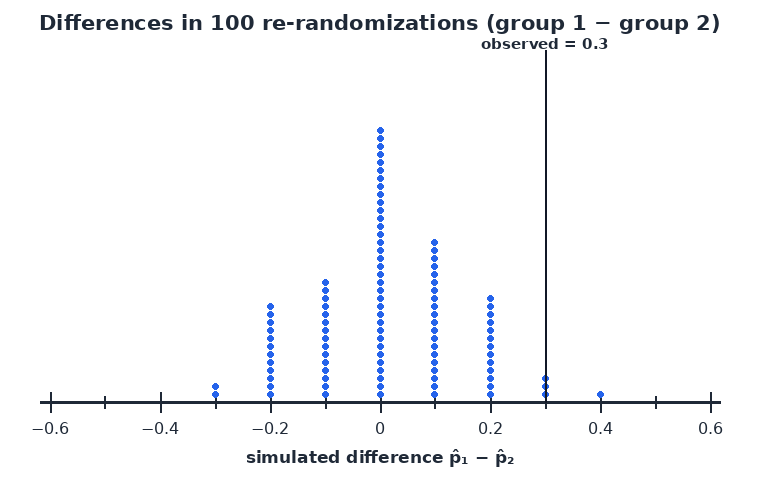 Differences in 100 re-randomizations (group 1 − group 2)
observed = 0.3
−0.6 −0.4 −0.2 0 0.2 0.4 0.6
simulated difference p̂₁ − p̂₂